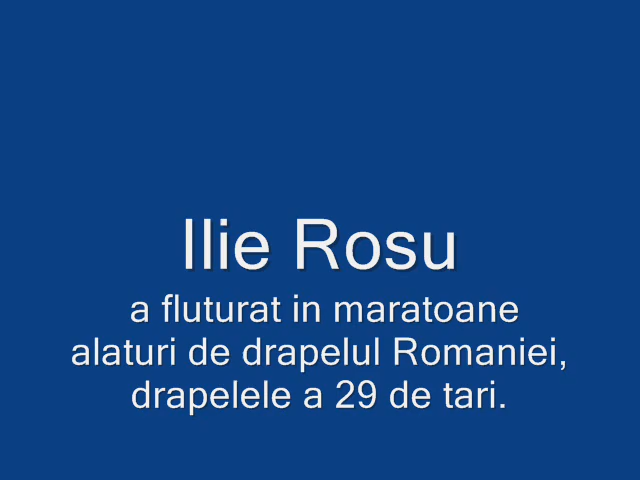 Ilie Rosu
a fluturat in maratoane
alaturi de drapelul Romaniei,
drapelele a 29 de tari.